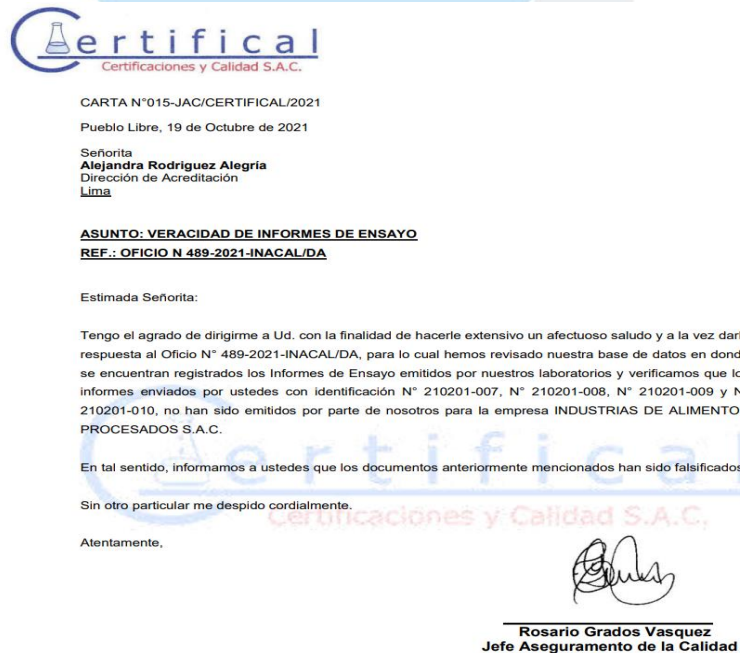 Certifical
Certificaciones y Calidad S.A.C.
CARTA N°015-JAC/CERTIFICAL/2021
Pueblo Libre, 19 de Octubre de 2021
Señorita
Alejandra Rodriguez Alegría
Dirección de Acreditación
Lima
ASUNTO: VERACIDAD DE INFORMES DE ENSAYO
REF.: OFICIO N 489-2021-INACAL/DA
Estimada Señorita:
Tengo el agrado de dirigirme a Ud. con la finalidad de hacerle extensivo un afectuoso saludo y a la vez darl
respuesta al Oficio N° 489-2021-INACAL/DA, para lo cual hemos revisado nuestra base de datos en dond
se encuentran registrados los Informes de Ensayo emitidos por nuestros laboratorios y verificamos que lo
informes enviados por ustedes con identificación N° 210201-007, N° 210201-008, N° 210201-009 y N
210201-010, no han sido emitidos por parte de nosotros para la empresa INDUSTRIAS DE ALIMENTO
PROCESADOS S.A.C.
En tal sentido, informamos a ustedes que los documentos anteriormente mencionados han sido falsificados
Sin otro particular me despido cordialmente.
Certificaciones y Calidad S.A.C.
Atentamente,
Rosario Grados Vasquez
Jefe Aseguramento de la Calidad